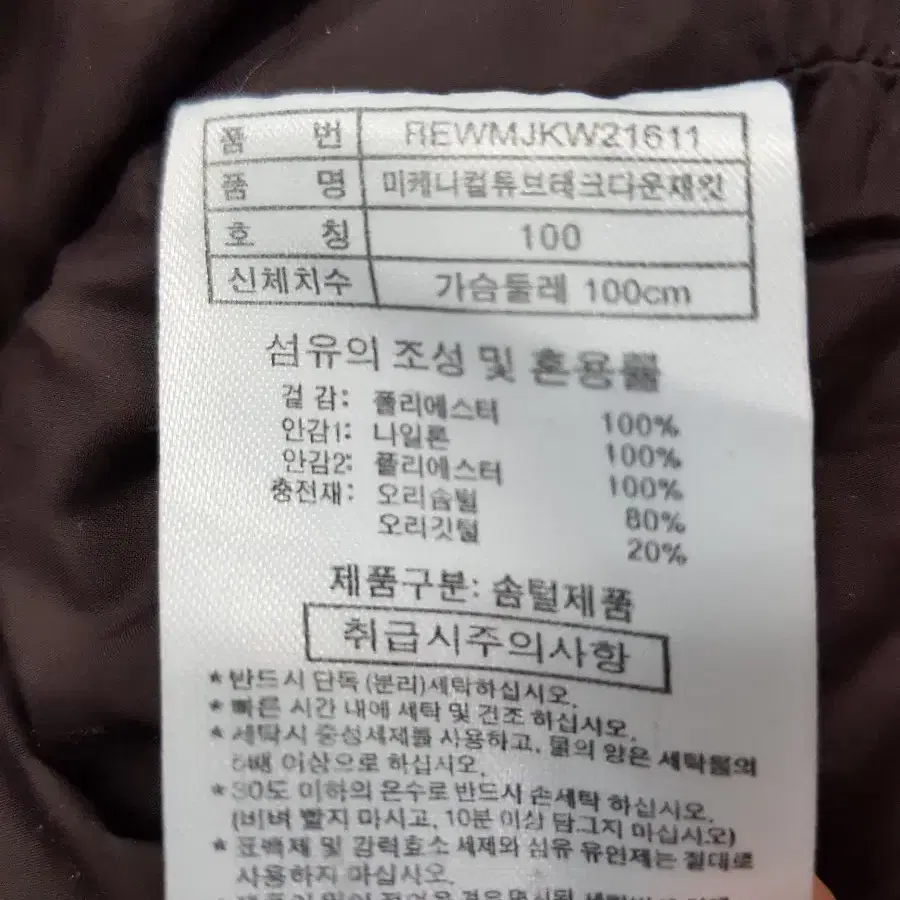 품 번 REWMJKW21611
품 명 미케니컬튜브테크다운재킷
호 칭 100
신체치수 가슴둘레 100cm
섬유의 조성 및 혼용률
겉 감: 폴리에스터 100%
안감1: 나일론 100%
안감2: 폴리에스터 100%
충전재: 오리솜털 80%
오리깃털 20%
제품구분: 솜털제품
취급시주의사항
*반드시 단독 (분리)세탁하십시오.
*빠른 시간 내에 세탁 및 건조 하십시오.
*세탁시 중성세제를 사용하고, 물의 양은 세탁물의
5배 이상으로 하십시오.
*30도 이하의 온수로 반드시 손세탁 하십시오.
(비벼 빨지 마시고, 10분 이상 담그지 마십시오)
*표백제 및 강력효소 세제와 섬유 유연제는 절대로
사용하지 마십시오.